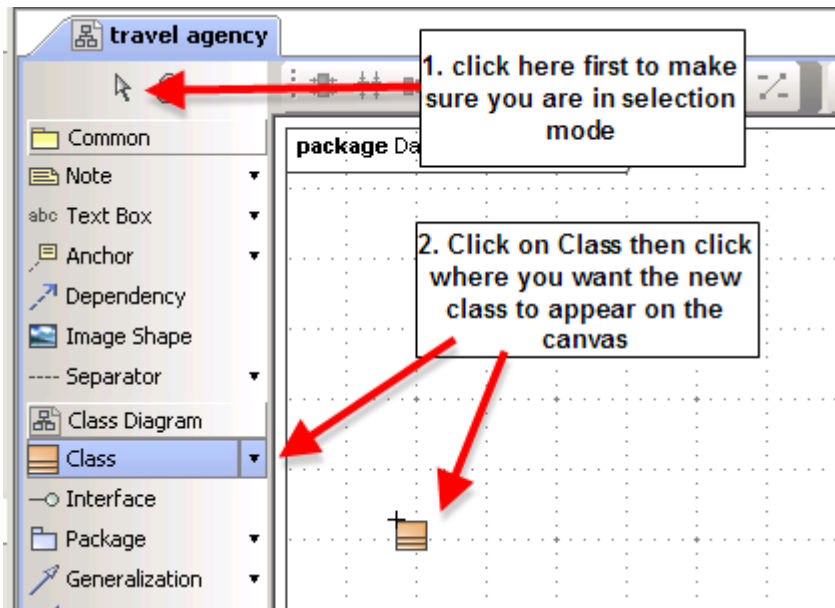 travel agency
1. click here first to make
sure you are in selection
mode
Common
package Da
Note
abc Text Box
2. Click on Class then click
where you want the new
class to appear on the
canvas
Anchor
Dependency
Image Shape
Separator
Class Diagram
Class
Interface
Package
Generalization